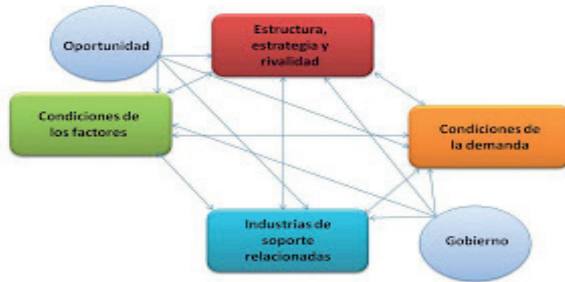 Estructura,
estrategia y
rivalidad
Oportunidad
Condiciones de
los factores
Condiciones de
la demanda
Industrias de
soporte
relacionadas
Gobierno